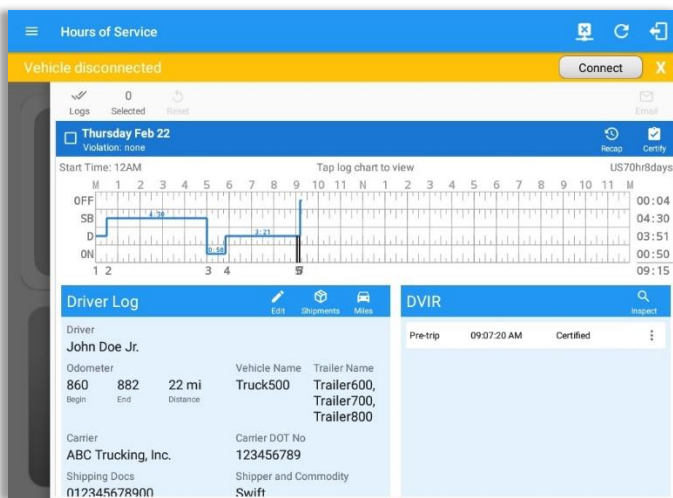 Hours of Service
Vehicle disconnected
Connect
X
Logs
0
Selected
Reset
Email
Thursday Feb 22
Violation: none
Recap
Certify
Start Time: 12AM
Tap log chart to view
US70hr8days
M 1 2 3 4 5 6 7 8 9 10 11 N 1 2 3 4 5 6 7 8 9 10 11 M
OFF 00:04
SB 4:30 04:30
D 3:21 03:51
ON 0:50 00:50
1 2 3 4 09:15
Driver Log
Edit
Shipments
Miles
DVIR
Inspect
Driver
John Doe Jr.
Pre-trip 09:07:20 AM Certified
Odometer
Vehicle Name
Trailer Name
860 882 22 mi
Begin End Distance
Truck500
Trailer600,
Trailer700,
Trailer800
Carrier
Carrier DOT No
ABC Trucking, Inc.
123456789
Shipping Docs
Shipper and Commodity
012345678900
Swift